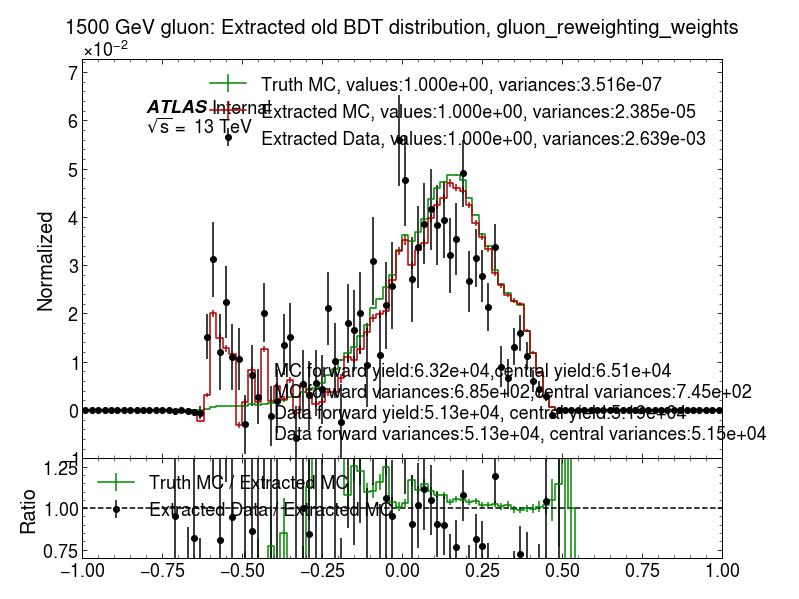 1500 GeV gluon: Extracted old BDT distribution, gluon_reweighting_weights
×10⁻²
Truth MC, values:1.000e+00, variances:3.516e-07
ATLAS Internal
Extracted MC, values:1.000e+00, variances:2.385e-05
√s = 13 TeV
Extracted Data, values:1.000e+00, variances:2.639e-03
7
6
5
4
3
2
1
0
Normalized
MC forward yield:6.32e+04,central yield:6.51e+04
MC forward variances:6.85e+02,central variances:7.45e+02
Data forward yield:5.13e+04, central yield:5.15e+04
Data forward variances:5.13e+04, central variances:5.15e+04
Truth MC / Extracted MC
Extracted Data / Extracted MC
1.25
1.00
0.75
Ratio
−1.00 −0.75 −0.50 −0.25 0.00 0.25 0.50 0.75 1.00